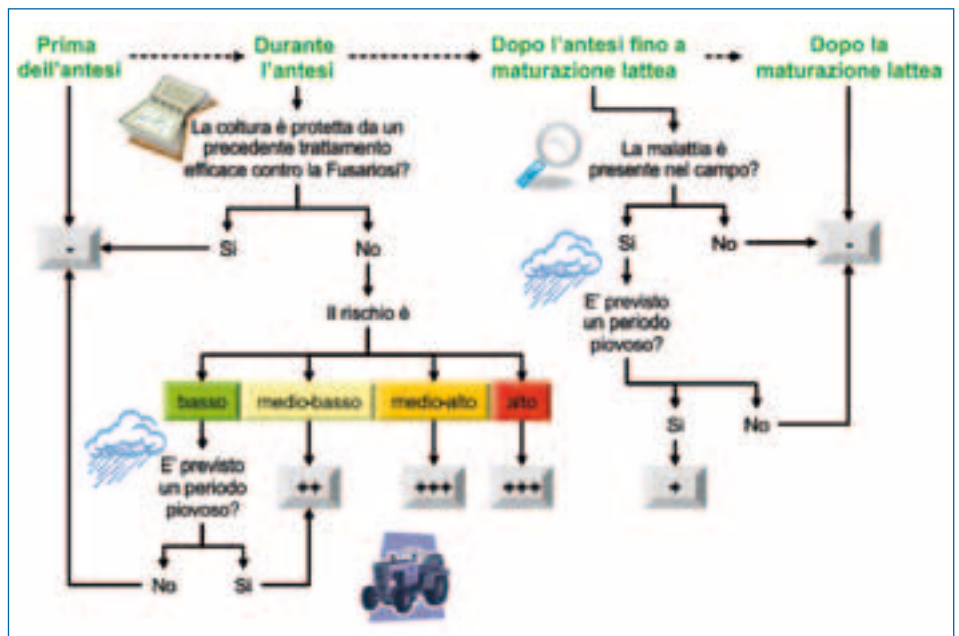 Prima
dell'antesi
Durante
l'antesi
Dopo l'antesi fino a
maturazione lattea
Dopo la
maturazione lattea
La coltura è protetta da un
precedente trattamento
efficace contro la Fusariosi?
Si
No
-
Il rischio è
basso
medio-basso
medio-alto
alto
E' previsto
un periodo
piovoso?
No
Si
++
+++
+++
La malattia è
presente nel campo?
Si
No
-
E' previsto
un periodo
piovoso?
Si
No
+